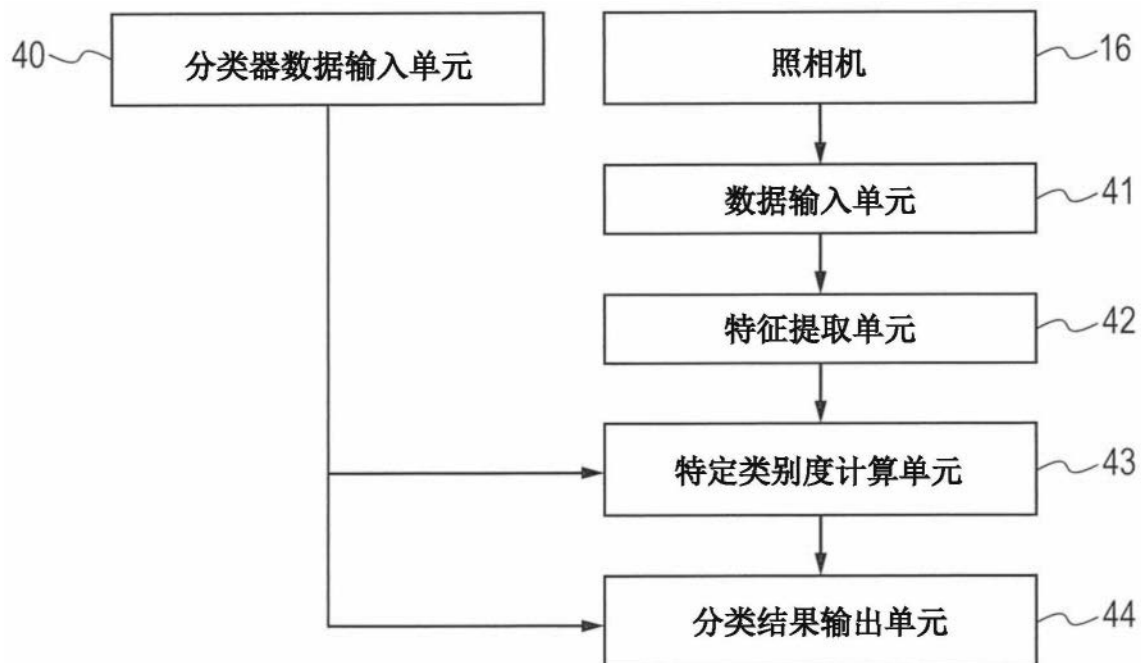 40 分类器数据输入单元
照相机 16
数据输入单元 41
特征提取单元 42
特定类别度计算单元 43
分类结果输出单元 44